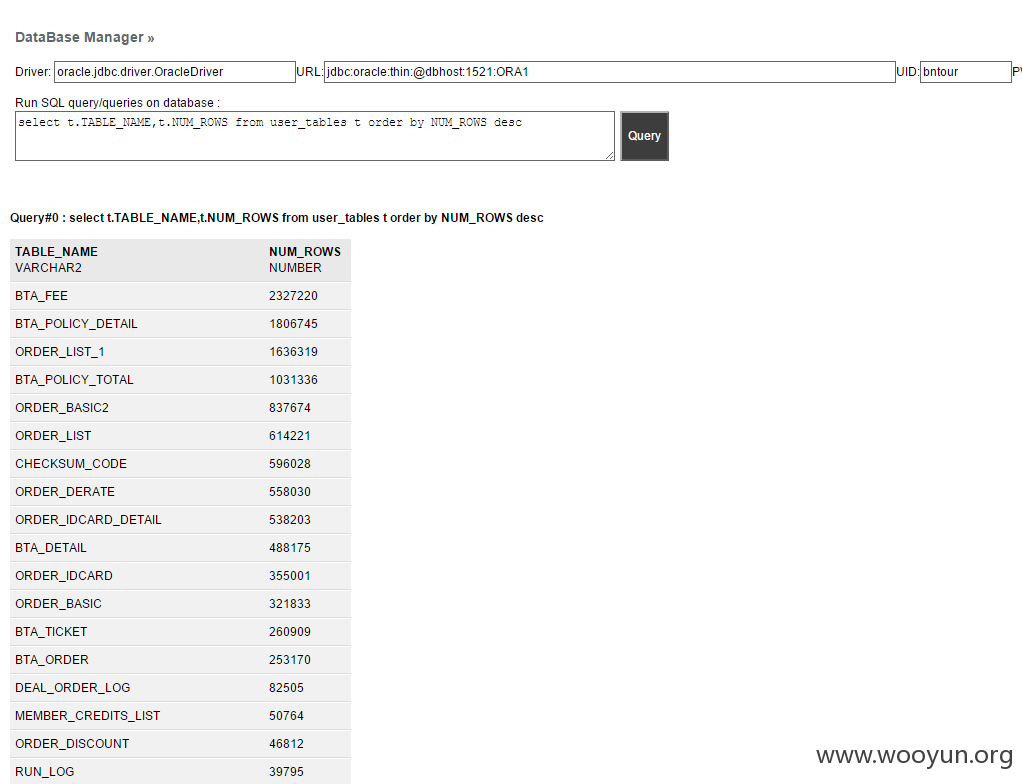 DataBase Manager »
Driver: oracle.jdbc.driver.OracleDriver URL: jdbc:oracle:thin:@dbhost:1521:ORA1 UID: bntour
Run SQL query/queries on database :
select t.TABLE_NAME,t.NUM_ROWS from user_tables t order by NUM_ROWS desc
Query
Query#0 : select t.TABLE_NAME,t.NUM_ROWS from user_tables t order by NUM_ROWS desc
TABLE_NAME NUM_ROWS
VARCHAR2 NUMBER
BTA_FEE 2327220
BTA_POLICY_DETAIL 1806745
ORDER_LIST_1 1636319
BTA_POLICY_TOTAL 1031336
ORDER_BASIC2 837674
ORDER_LIST 614221
CHECKSUM_CODE 596028
ORDER_DERATE 558030
ORDER_IDCARD_DETAIL 538203
BTA_DETAIL 488175
ORDER_IDCARD 355001
ORDER_BASIC 321833
BTA_TICKET 260909
BTA_ORDER 253170
DEAL_ORDER_LOG 82505
MEMBER_CREDITS_LIST 50764
ORDER_DISCOUNT 46812
RUN_LOG 39795
www.wooyun.org